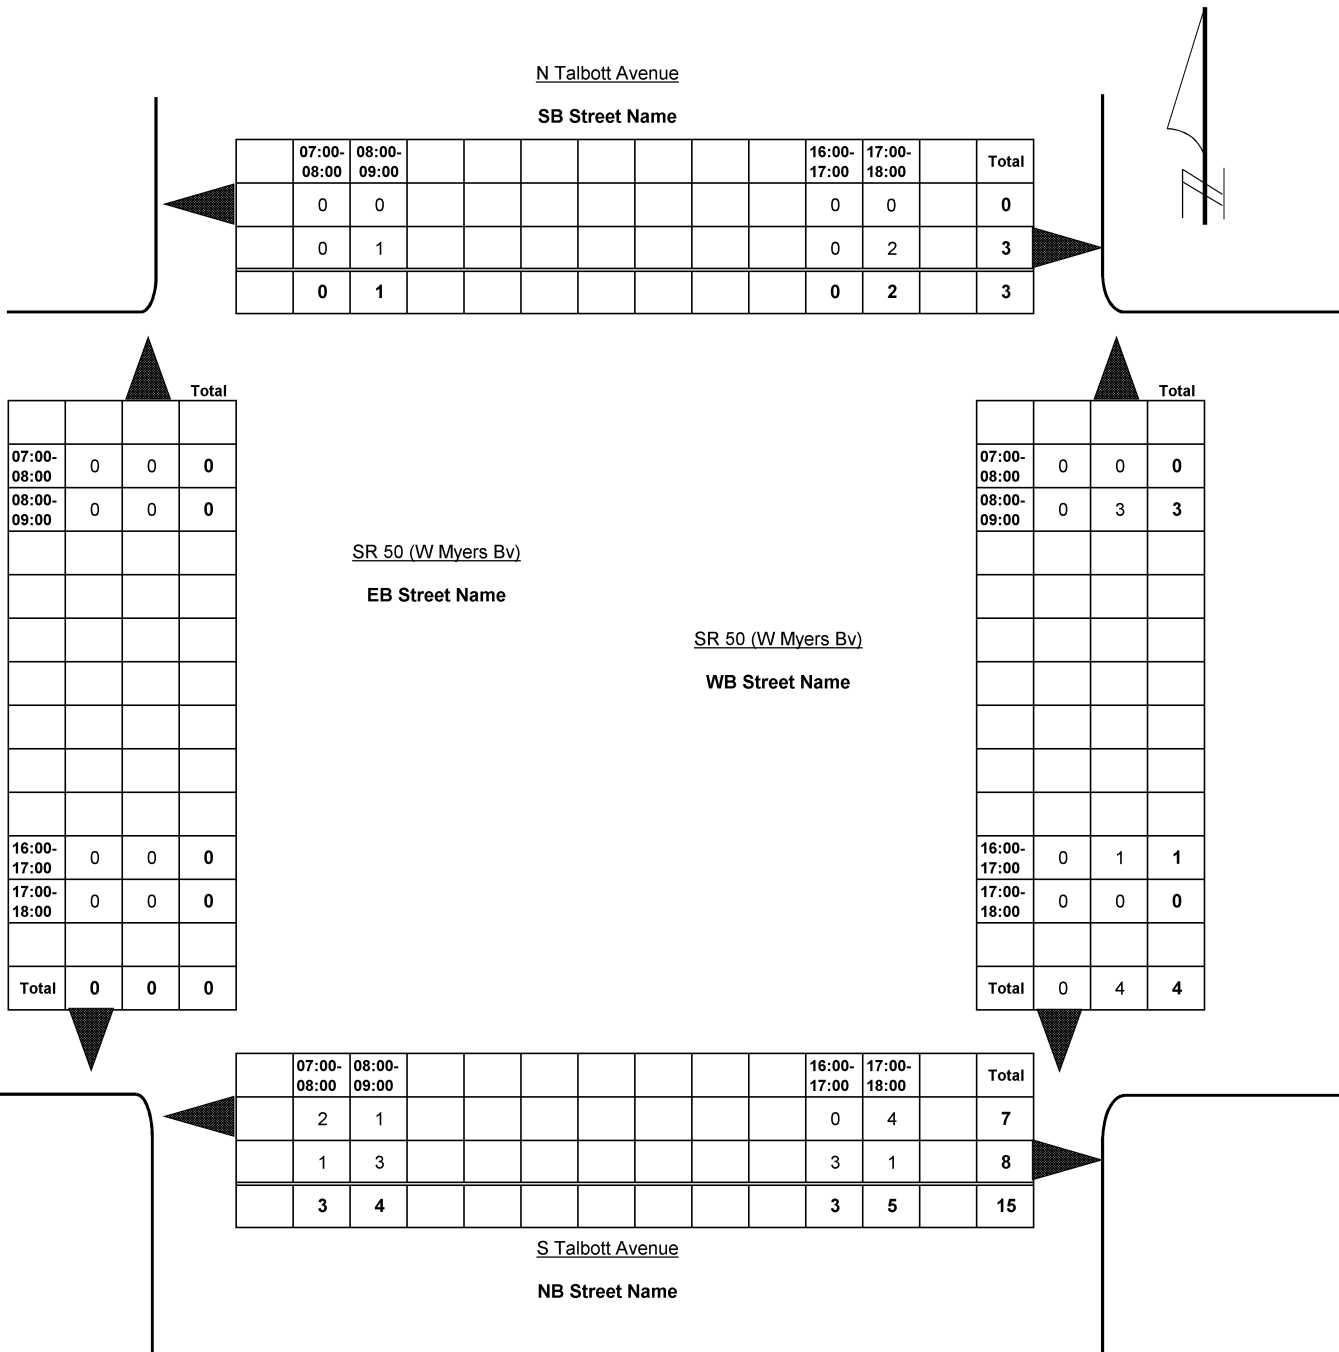 N Talbott Avenue
SB Street Name
07:00-08:00 08:00-09:00 16:00-17:00 17:00-18:00 Total
0 0 0 0 0
0 1 0 2 3
0 1 0 2 3
Total
07:00-08:00 0 0 0
08:00-09:00 0 0 0
16:00-17:00 0 0 0
17:00-18:00 0 0 0
Total 0 0 0
SR 50 (W Myers Bv)
EB Street Name
SR 50 (W Myers Bv)
WB Street Name
Total
07:00-08:00 0 0 0
08:00-09:00 0 3 3
16:00-17:00 0 1 1
17:00-18:00 0 0 0
Total 0 4 4
07:00-08:00 08:00-09:00 16:00-17:00 17:00-18:00 Total
2 1 0 4 7
1 3 3 1 8
3 4 3 5 15
S Talbott Avenue
NB Street Name
N